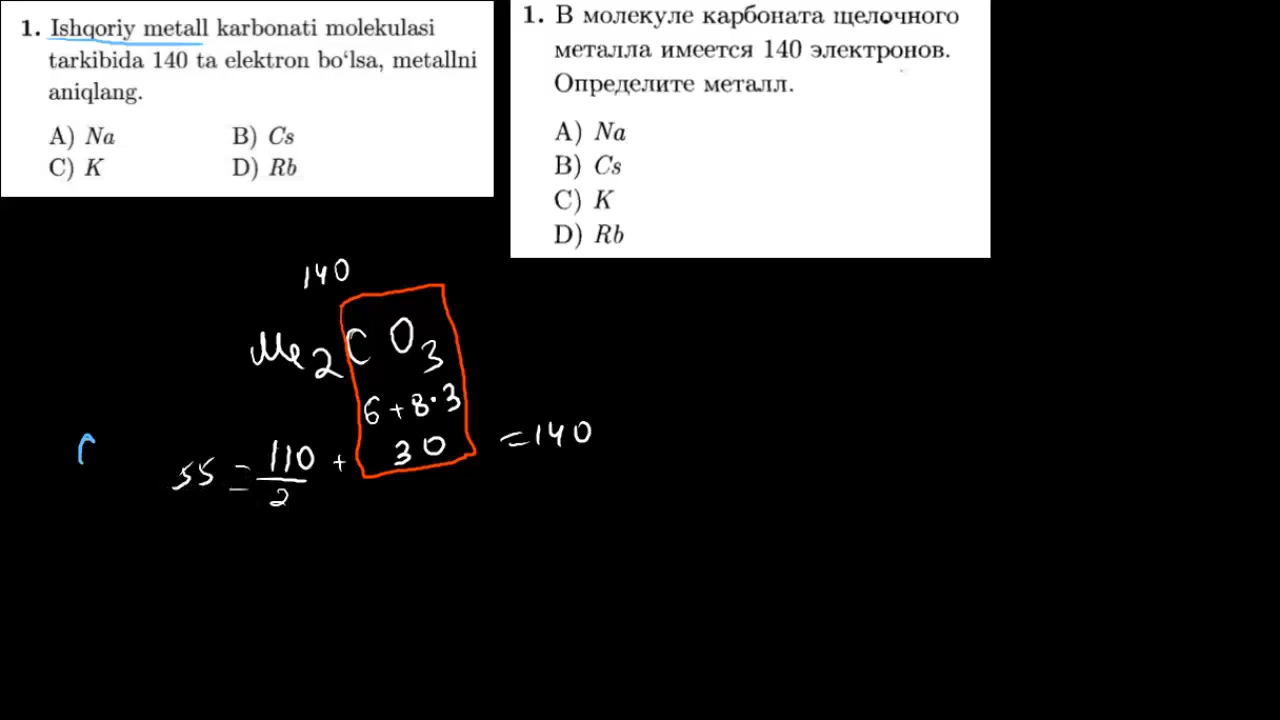 1. Ishqoriy metall karbonati molekulasi
tarkibida 140 ta elektron bo‘lsa, metallni
aniqlang.
A) Na B) Cs
C) K D) Rb
1. В молекуле карбоната щелочного
металла имеется 140 электронов.
Определите металл.
A) Na
B) Cs
C) K
D) Rb
140
Me2CO3
6+8·3
55 = 110/2 + 30 = 140